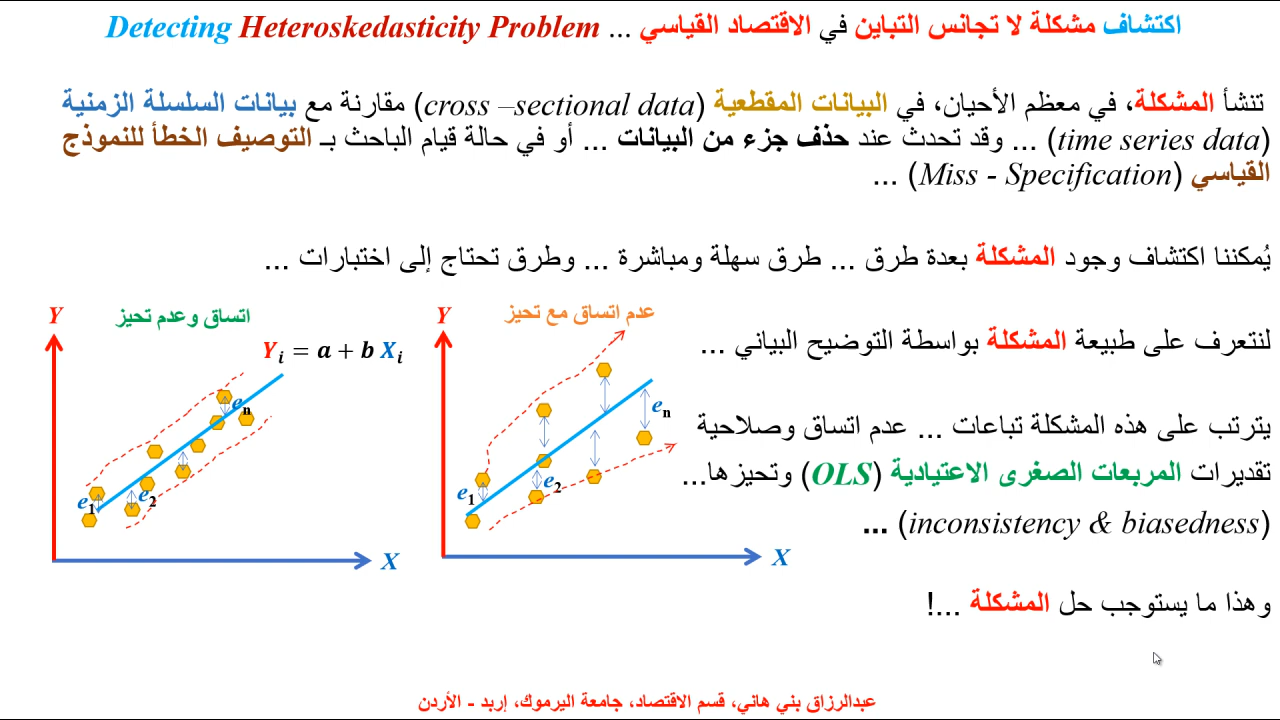 اكتشاف مشكلة لا تجانس التباين في الاقتصاد القياسي ... Detecting Heteroskedasticity Problem
تنشأ المشكلة، في معظم الأحيان، في البيانات المقطعية (cross –sectional data) مقارنة مع بيانات السلسلة الزمنية
(time series data) ... وقد تحدث عند حذف جزء من البيانات ... أو في حالة قيام الباحث بـ التوصيف الخطأ للنموذج
القياسي (Miss - Specification) ...
يُمكننا اكتشاف وجود المشكلة بعدة طرق ... طرق سهلة ومباشرة ... وطرق تحتاج إلى اختبارات ...
لنتعرف على طبيعة المشكلة بواسطة التوضيح البياني ...
يترتب على هذه المشكلة تباعات ... عدم اتساق وصلاحية
تقديرات المربعات الصغرى الاعتيادية (OLS) وتحيزها...
(inconsistency & biasedness) ...
وهذا ما يستوجب حل المشكلة ...!
Y
عدم اتساق مع تحيز
en
e1
e2
X
Y
اتساق وعدم تحيز
Yi = a + b Xi
en
e1
e2
X
عبدالرزاق بني هاني، قسم الاقتصاد، جامعة اليرموك، إربد - الأردن